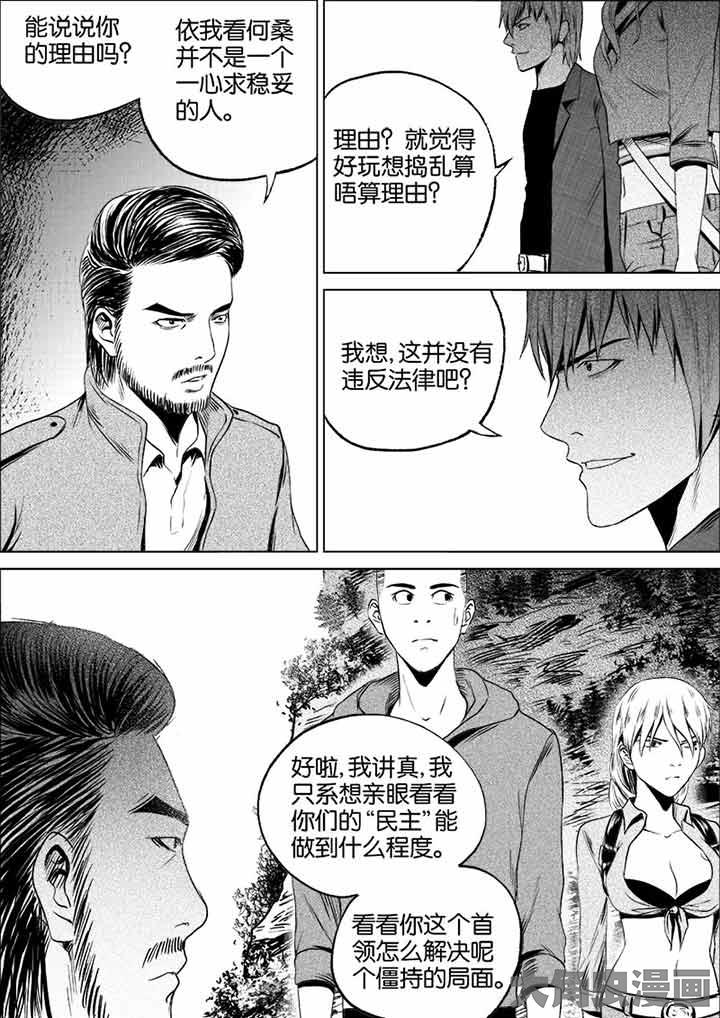 能说说你
的理由吗？
依我看何桑
并不是一个
一心求稳妥
的人。
理由？就觉得
好玩想捣乱算
唔算理由？
我想，这并没有
违反法律吧？
好啦，我讲真，我
只系想亲眼看看
你们的“民主”能
做到什么程度。
看看你这个首
领怎么解决呢
个僵持的局面。
大角虫漫画